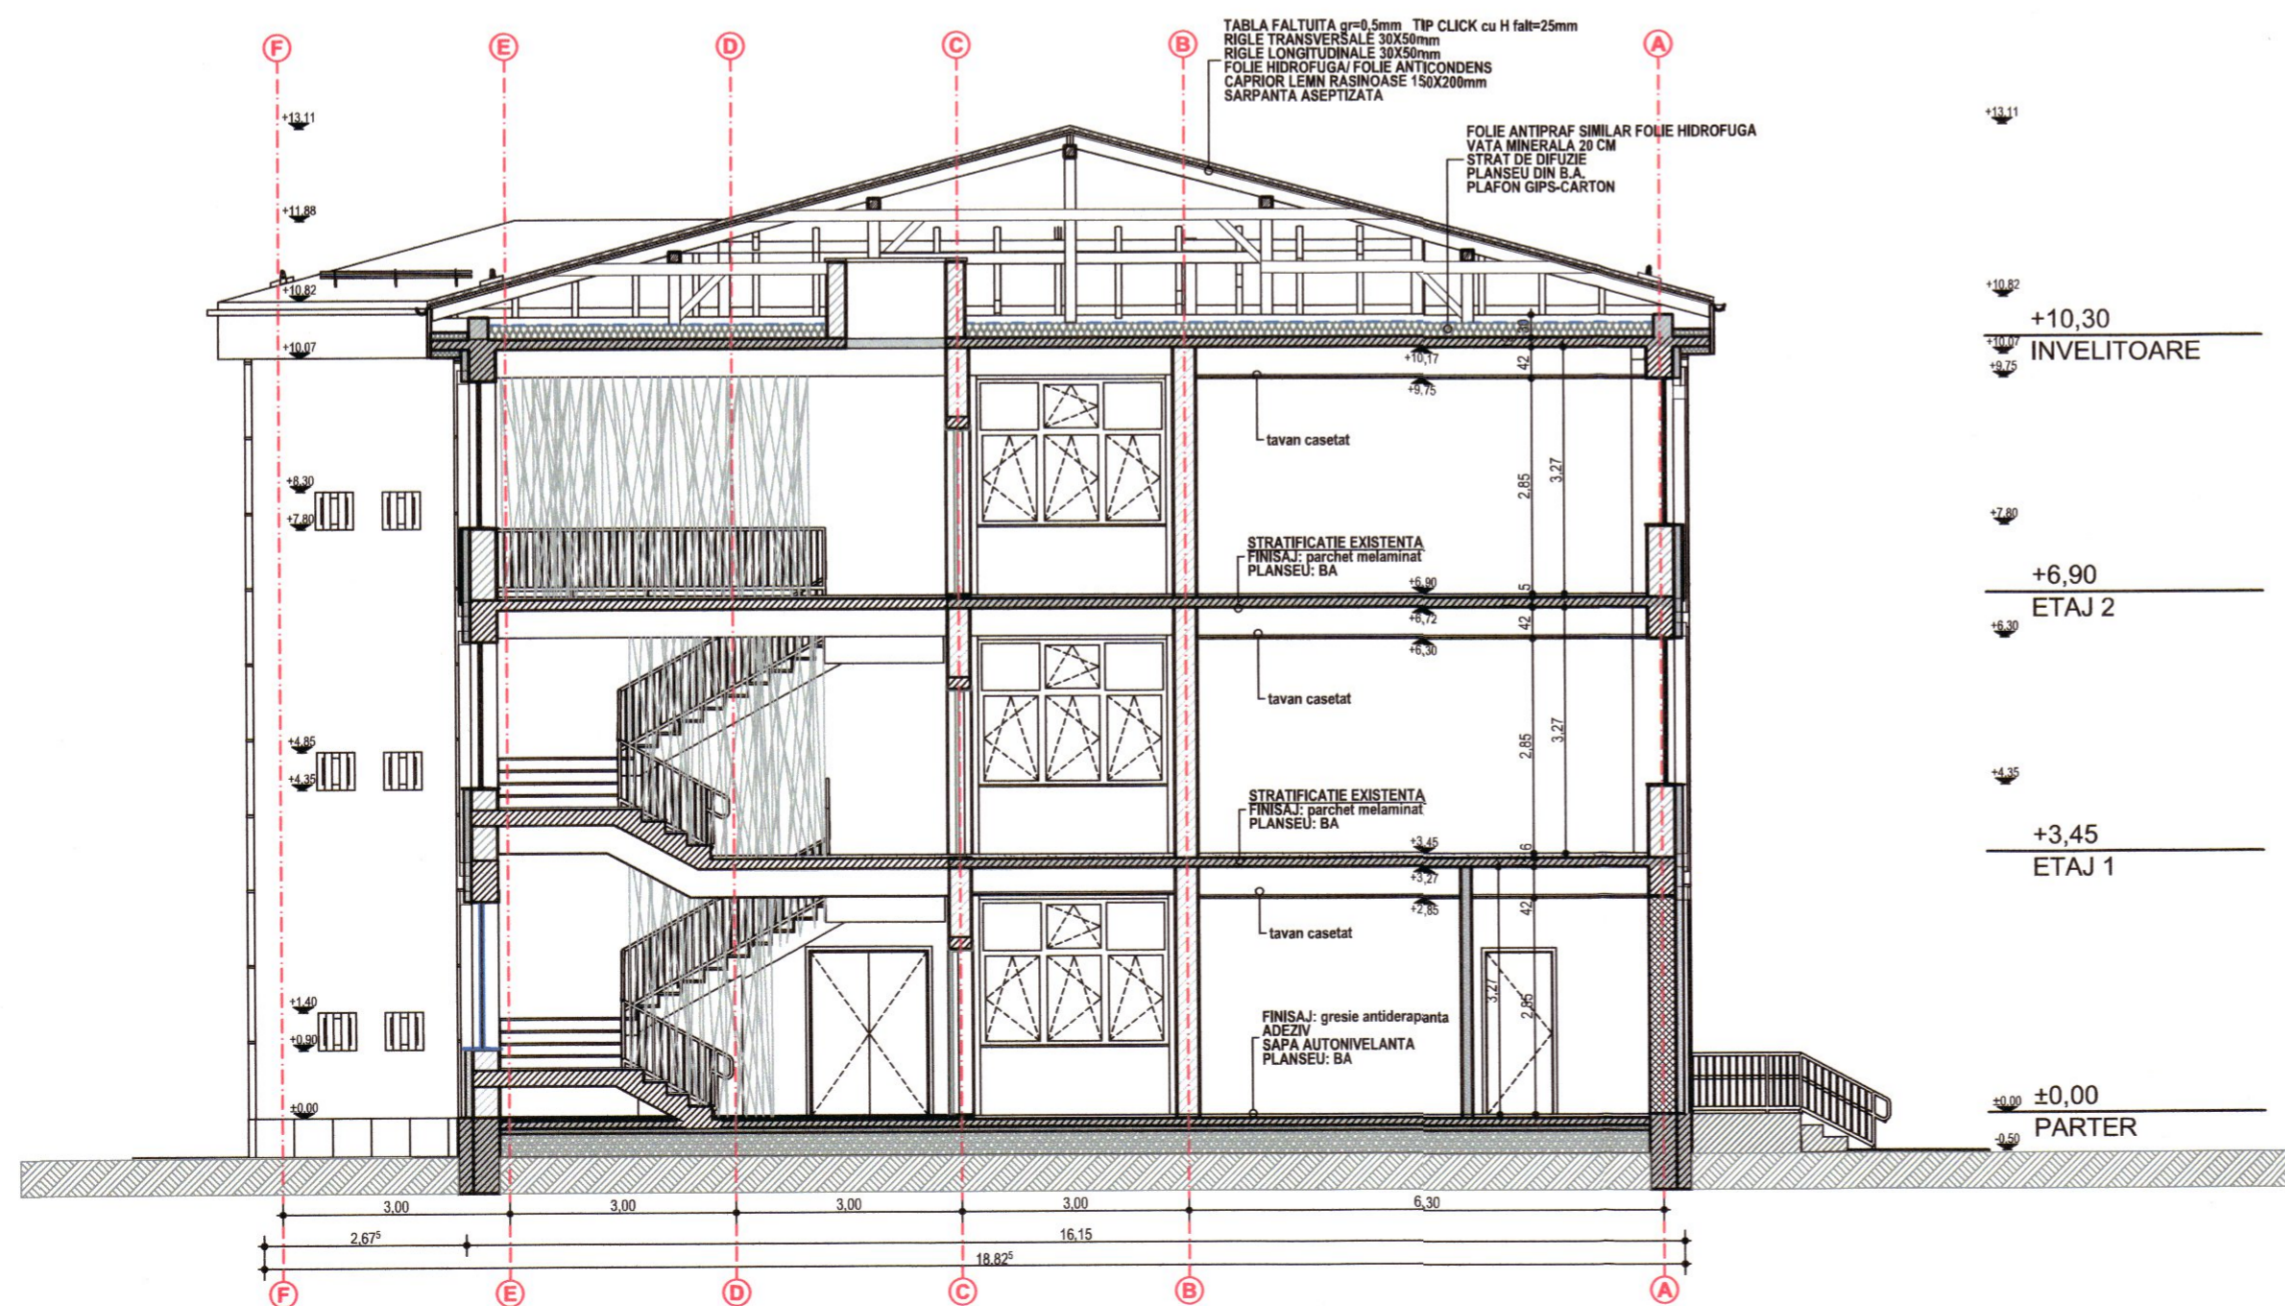 TABLA FALTUITA gr=0,5mm TIP CLICK cu H falt=25mm
RIGLE TRANSVERSALE 30X50mm
RIGLE LONGITUDINALE 30X50mm
FOLIE HIDROFUGA/ FOLIE ANTICONDENS
CAPRIOR LEMN RASINOASE 150X200mm
SARPANTA ASEPTIZATA
F
E
D
C
B
A
+13.11
+13.11
FOLIE ANTIPRAF SIMILAR FOLIE HIDROFUGA
VATA MINERALA 20 CM
STRAT DE DIFUZIE
PLANSEU DIN B.A.
PLAFON GIPS-CARTON
+11.88
+10.82
+10.82
+10,30
INVELITOARE
+10.07
+10.07
30
+10,17
42
+9.75
+9.75
tavan casetat
2,85
3,27
+8.30
+7.80
+7.80
STRATIFICATIE EXISTENTA
FINISAJ: parchet melaminat
PLANSEU: BA
+6,90
5
+6,90
ETAJ 2
+6,72
42
+6,30
+6.30
tavan casetat
2,85
3,27
+4.85
+4.35
+4.35
STRATIFICATIE EXISTENTA
FINISAJ: parchet melaminat
PLANSEU: BA
+3,45
6
+3,45
ETAJ 1
+3,27
+2,85
42
tavan casetat
3,27
2,85
+1.40
+0.90
FINISAJ: gresie antiderapanta
ADEZIV
SAPA AUTONIVELANTA
PLANSEU: BA
±0.00
±0.00
±0,00
PARTER
-0.50
3,00
3,00
3,00
3,00
6,30
2,67⁵
16,15
18.82⁵
F
E
D
C
B
A